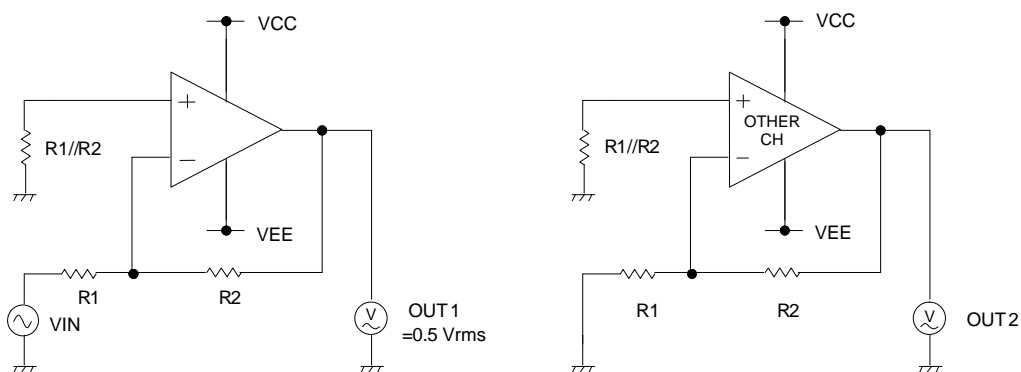 VCC
+
R1//R2
−
VEE
R1
R2
VIN
V
OUT1
=0.5 Vrms
VCC
+
OTHER
CH
R1//R2
−
VEE
R1
R2
V
OUT2